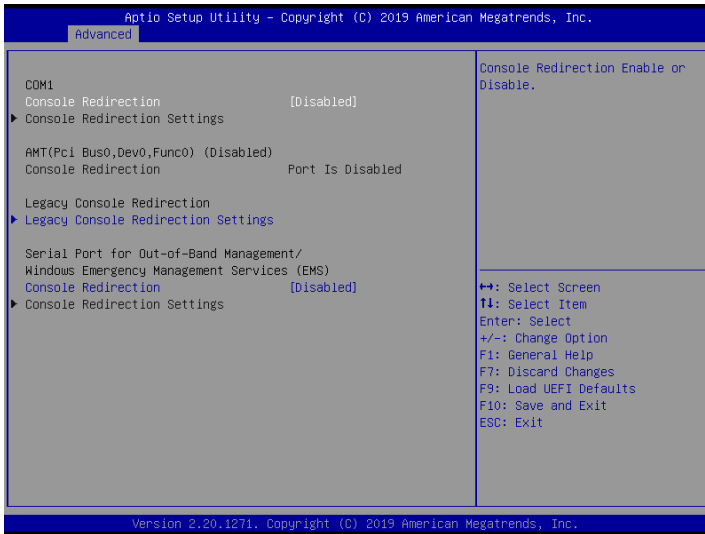 Aptio Setup Utility – Copyright (C) 2019 American Megatrends, Inc.
Advanced
COM1
Console Redirection [Disabled]
▶ Console Redirection Settings
AMT(Pci Bus0,Dev0,Func0) (Disabled)
Console Redirection Port Is Disabled
Legacy Console Redirection
▶ Legacy Console Redirection Settings
Serial Port for Out-of-Band Management/
Windows Emergency Management Services (EMS)
Console Redirection [Disabled]
▶ Console Redirection Settings
Console Redirection Enable or
Disable.
↔: Select Screen
↑↓: Select Item
Enter: Select
+/-: Change Option
F1: General Help
F7: Discard Changes
F9: Load UEFI Defaults
F10: Save and Exit
ESC: Exit
Version 2.20.1271. Copyright (C) 2019 American Megatrends, Inc.